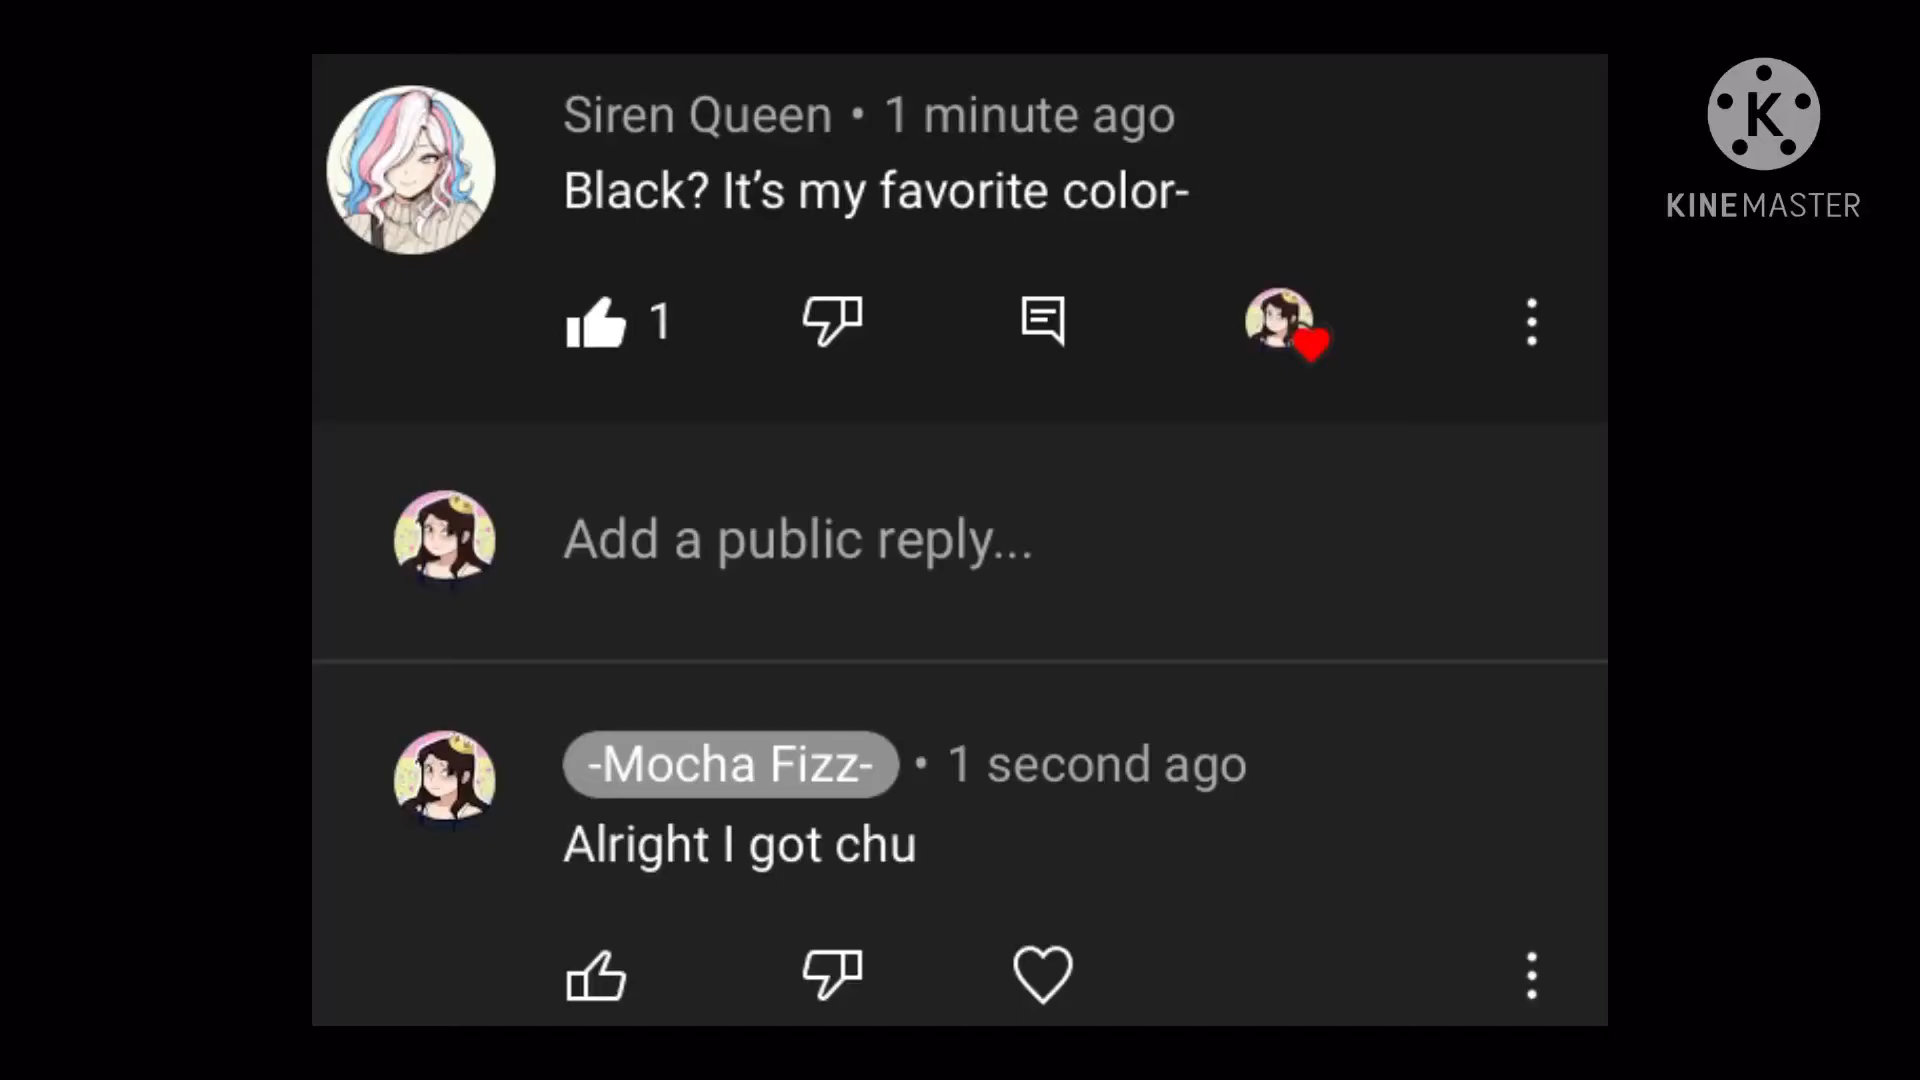 Siren Queen • 1 minute ago
Black? It’s my favorite color-
1
K
KINEMASTER
Add a public reply...
-Mocha Fizz- • 1 second ago
Alright I got chu